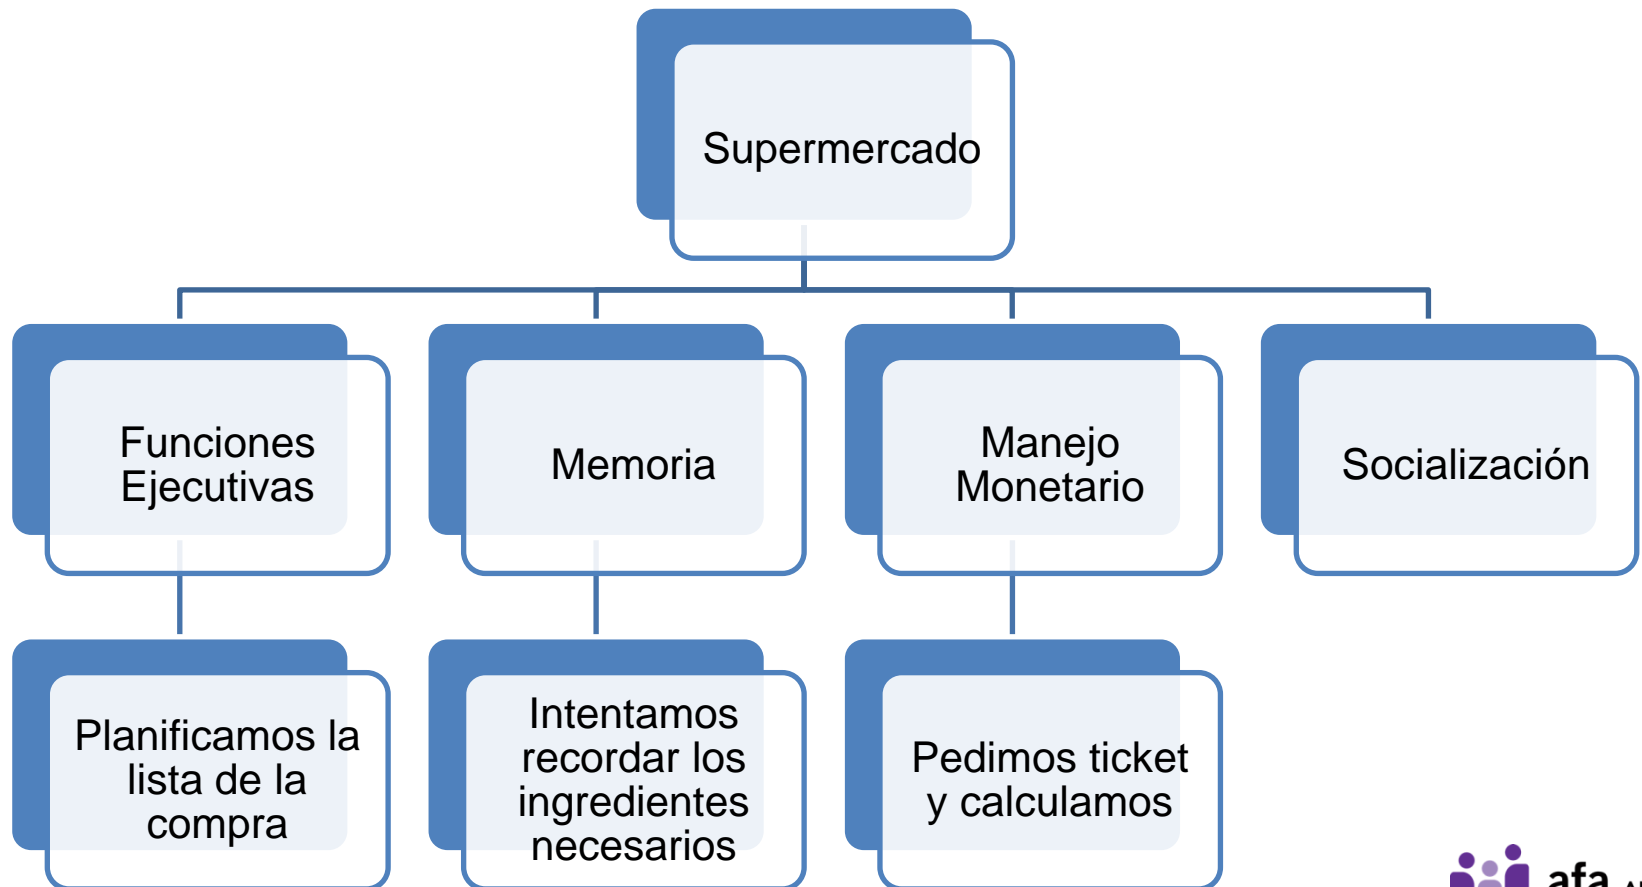 Supermercado
Funciones
Ejecutivas
Memoria
Manejo
Monetario
Socialización
Planificamos la
lista de la
compra
Intentamos
recordar los
ingredientes
necesarios
Pedimos ticket
y calculamos
afa